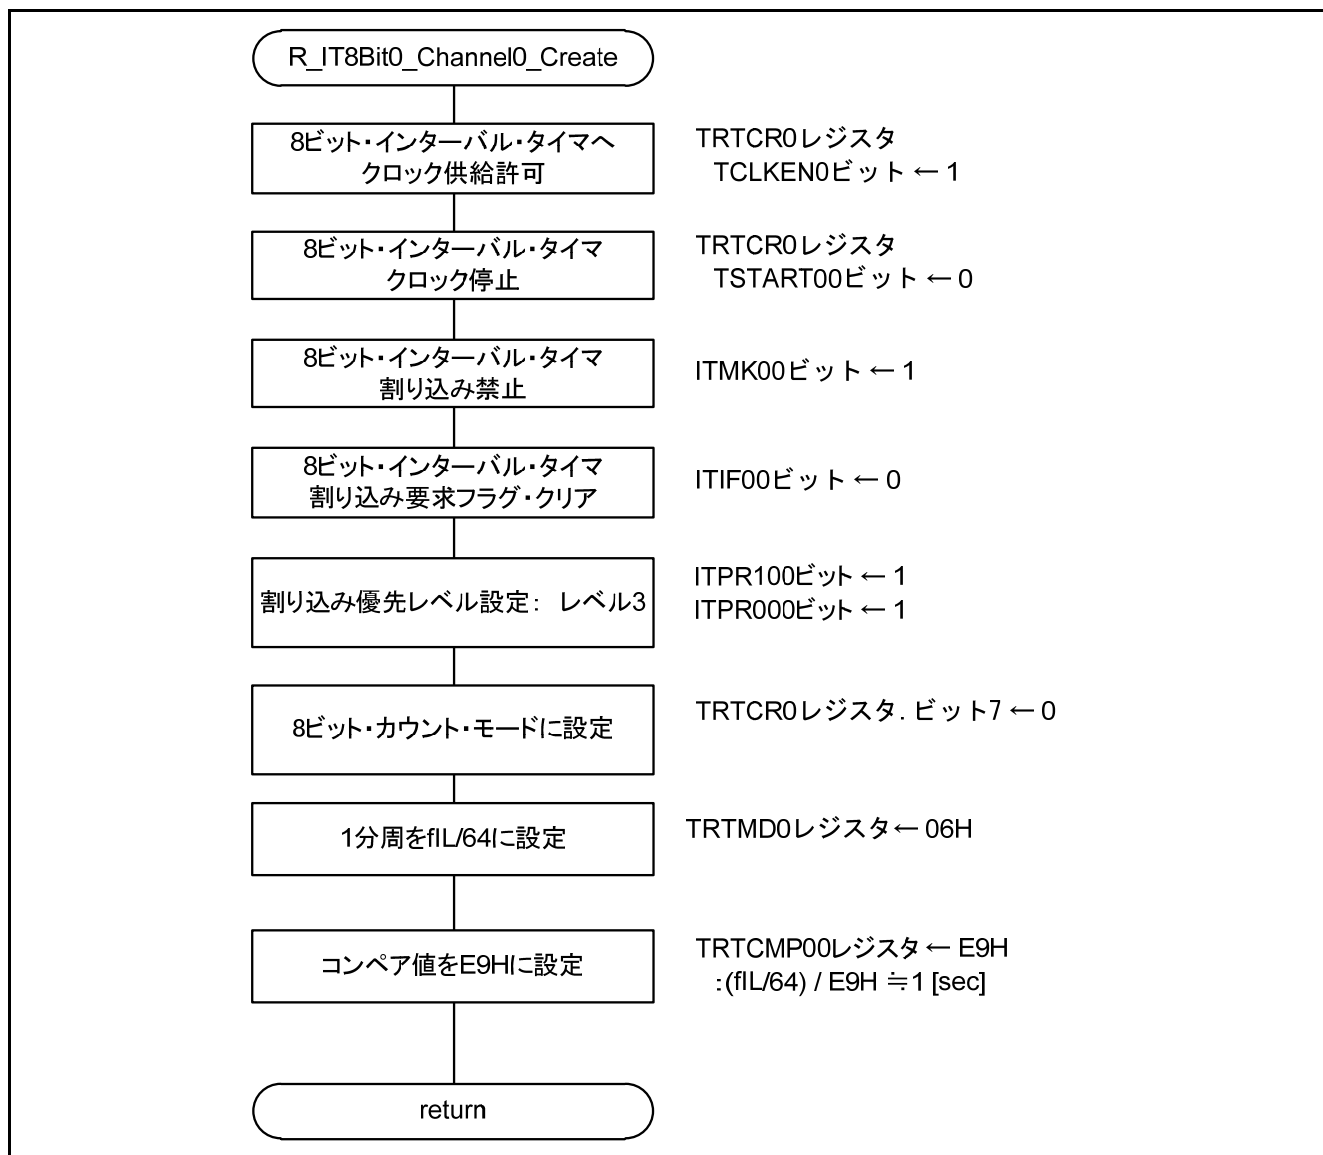 R_IT8Bit0_Channel0_Create
8ビット・インターバル・タイマへ
クロック供給許可
TRTCR0レジスタ
TCLKEN0ビット ← 1
8ビット・インターバル・タイマ
クロック停止
TRTCR0レジスタ
TSTART00ビット ← 0
8ビット・インターバル・タイマ
割り込み禁止
ITMK00ビット ← 1
8ビット・インターバル・タイマ
割り込み要求フラグ・クリア
ITIF00ビット ← 0
割り込み優先レベル設定： レベル3
ITPR100ビット ← 1
ITPR000ビット ← 1
8ビット・カウント・モードに設定
TRTCR0レジスタ．ビット7 ← 0
1分周をfIL/64に設定
TRTMD0レジスタ← 06H
コンペア値をE9Hに設定
TRTCMP00レジスタ← E9H
：(fIL/64) / E9H ≒1 [sec]
return